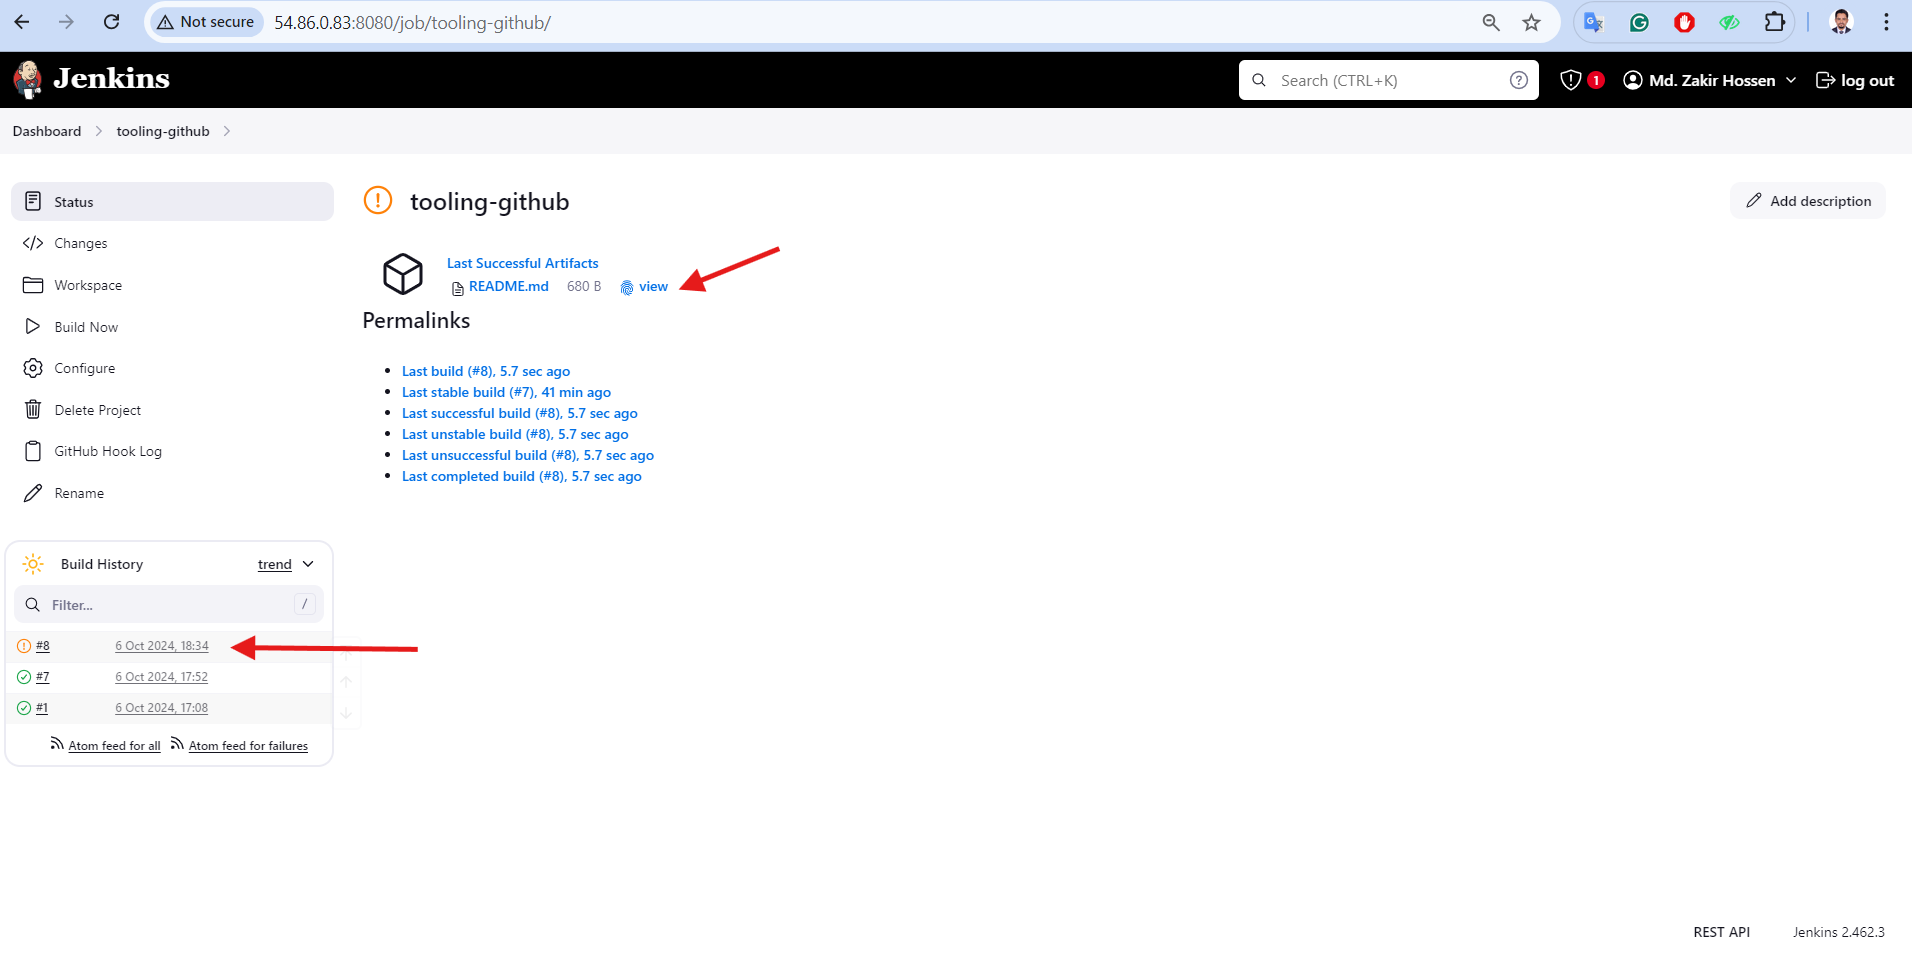 Not secure 54.86.0.83:8080/job/tooling-github/
Jenkins
Search (CTRL+K)
1
Md. Zakir Hossen
log out
Dashboard
tooling-github
Status
Changes
Workspace
Build Now
Configure
Delete Project
GitHub Hook Log
Rename
Build History
trend
Filter...
/
#8 6 Oct 2024, 18:34
#7 6 Oct 2024, 17:52
#1 6 Oct 2024, 17:08
Atom feed for all Atom feed for failures
tooling-github
Add description
Last Successful Artifacts
README.md 680 B view
Permalinks
Last build (#8), 5.7 sec ago
Last stable build (#7), 41 min ago
Last successful build (#8), 5.7 sec ago
Last unstable build (#8), 5.7 sec ago
Last unsuccessful build (#8), 5.7 sec ago
Last completed build (#8), 5.7 sec ago
REST API Jenkins 2.462.3